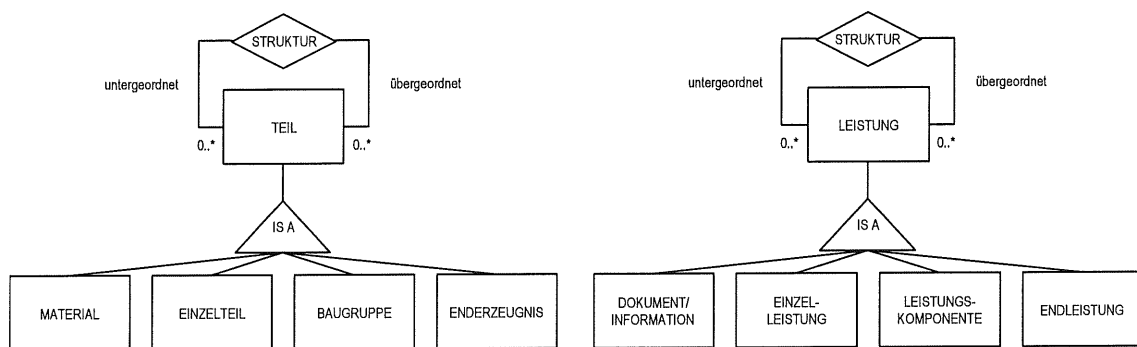 STRUKTUR
untergeordnet
übergeordnet
TEIL
0..*
0..*
IS A
MATERIAL
EINZELTEIL
BAUGRUPPE
ENDERZEUGNIS
STRUKTUR
untergeordnet
übergeordnet
LEISTUNG
0..*
0..*
IS A
DOKUMENT/
INFORMATION
EINZEL-
LEISTUNG
LEISTUNGS-
KOMPONENTE
ENDLEISTUNG